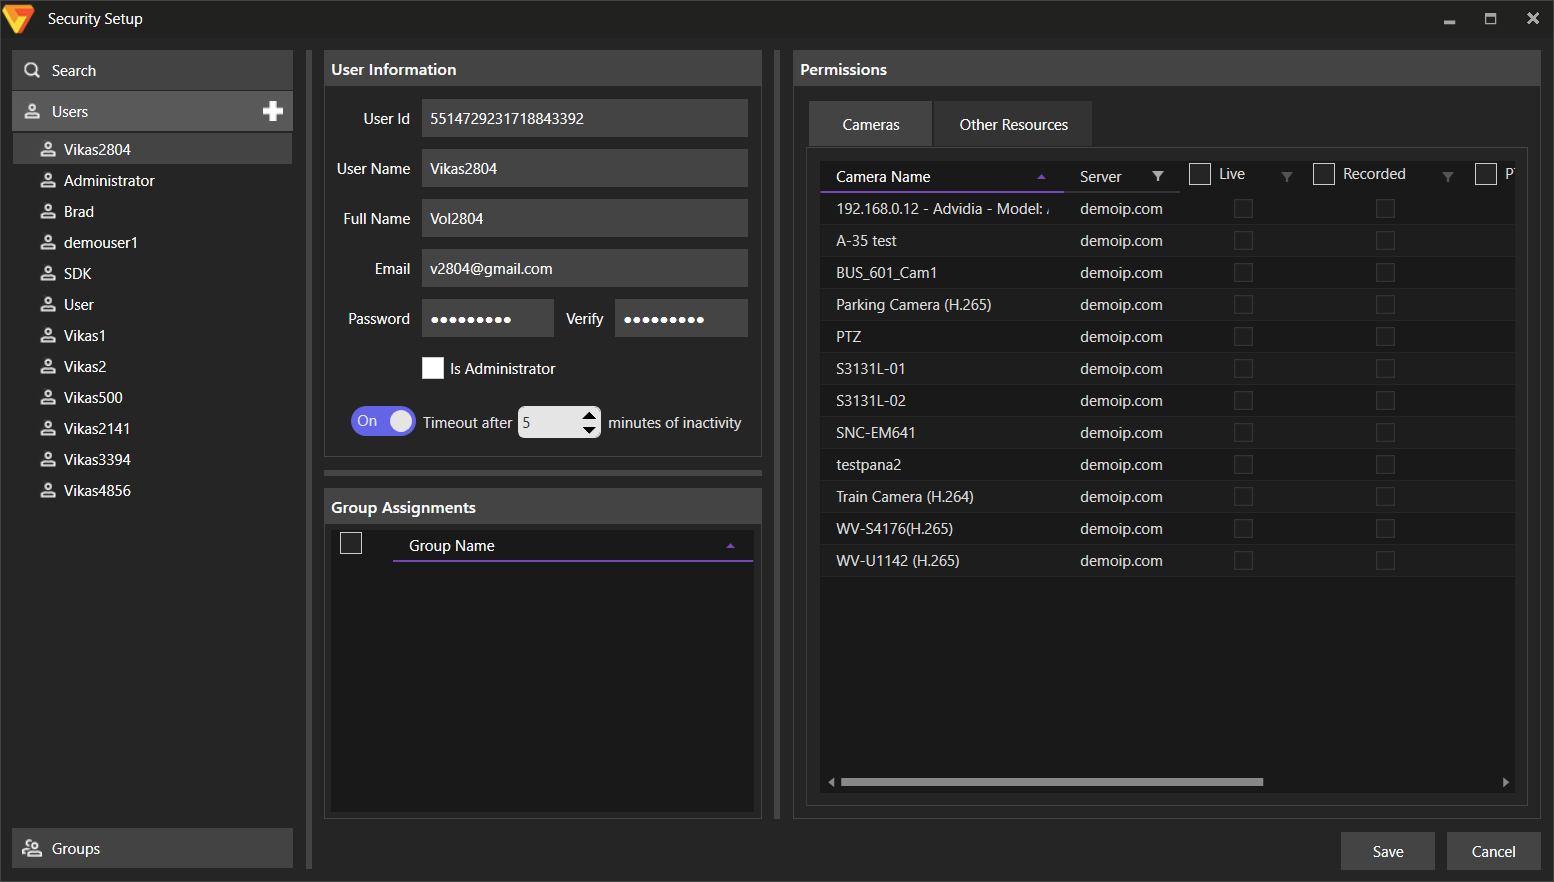 Security Setup
Search
Users
Vikas2804
Administrator
Brad
demouser1
SDK
User
Vikas1
Vikas2
Vikas500
Vikas2141
Vikas3394
Vikas4856
Groups
User Information
User Id 5514729231718843392
User Name Vikas2804
Full Name Vol2804
Email v2804@gmail.com
Password ●●●●●●●●● Verify ●●●●●●●●●
Is Administrator
On Timeout after 5 minutes of inactivity
Group Assignments
Group Name
Permissions
Cameras Other Resources
Camera Name Server Live Recorded
192.168.0.12 - Advidia - Model: demoip.com
A-35 test demoip.com
BUS_601_Cam1 demoip.com
Parking Camera (H.265) demoip.com
PTZ demoip.com
S3131L-01 demoip.com
S3131L-02 demoip.com
SNC-EM641 demoip.com
testpana2 demoip.com
Train Camera (H.264) demoip.com
WV-S4176(H.265) demoip.com
WV-U1142 (H.265) demoip.com
Save Cancel